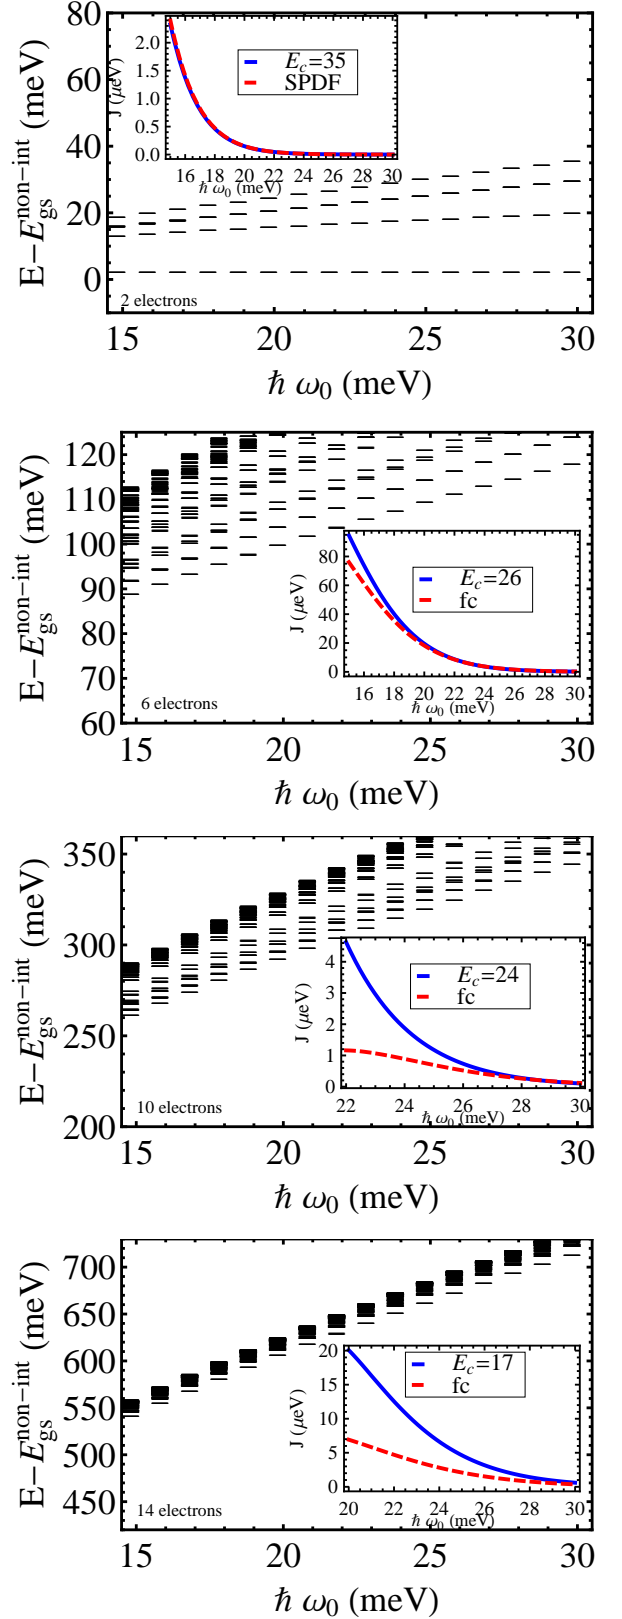 80
60
40
20
0
E−E_gs^non−int (meV)
2.0
1.5
1.0
0.5
0.0
J (μeV)
E_c=35
SPDF
16 18 20 22 24 26 28 30
ħ ω₀ (meV)
2 electrons
15 20 25 30
ħ ω₀ (meV)
120
110
100
90
80
70
60
E−E_gs^non−int (meV)
80
60
40
20
0
J (μeV)
E_c=26
fc
16 18 20 22 24 26 28 30
ħ ω₀ (meV)
6 electrons
15 20 25 30
ħ ω₀ (meV)
350
300
250
200
E−E_gs^non−int (meV)
4
3
2
1
0
J (μeV)
E_c=24
fc
22 24 26 28 30
ħ ω₀ (meV)
10 electrons
15 20 25 30
ħ ω₀ (meV)
700
650
600
550
500
450
E−E_gs^non−int (meV)
20
15
10
5
0
J (μeV)
E_c=17
fc
20 22 24 26 28 30
ħ ω₀ (meV)
14 electrons
15 20 25 30
ħ ω₀ (meV)